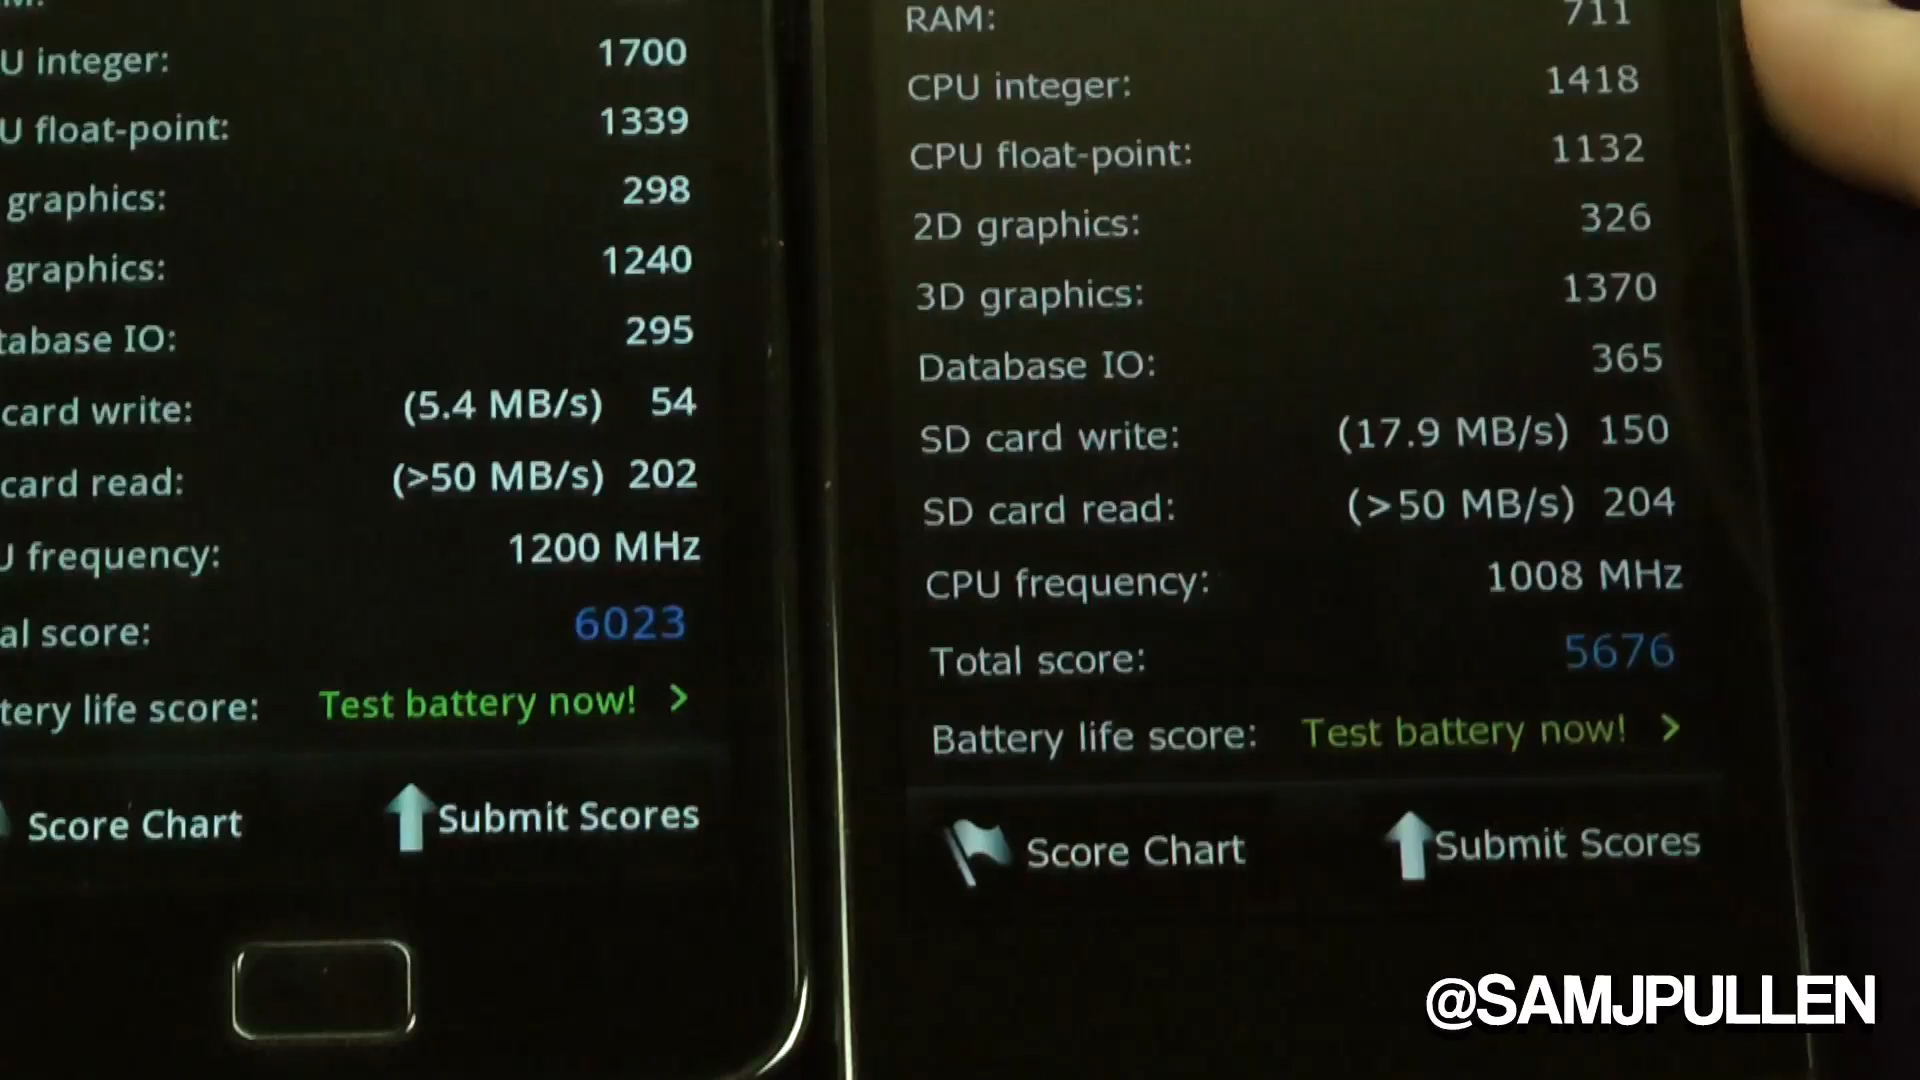 U integer: 1700
U float-point: 1339
graphics: 298
graphics: 1240
tabase IO: 295
card write: (5.4 MB/s) 54
card read: (>50 MB/s) 202
U frequency: 1200 MHz
al score: 6023
tery life score: Test battery now! >
Score Chart Submit Scores
RAM: 711
CPU integer: 1418
CPU float-point: 1132
2D graphics: 326
3D graphics: 1370
Database IO: 365
SD card write: (17.9 MB/s) 150
SD card read: (>50 MB/s) 204
CPU frequency: 1008 MHz
Total score: 5676
Battery life score: Test battery now! >
Score Chart Submit Scores
@SAMJPULLEN